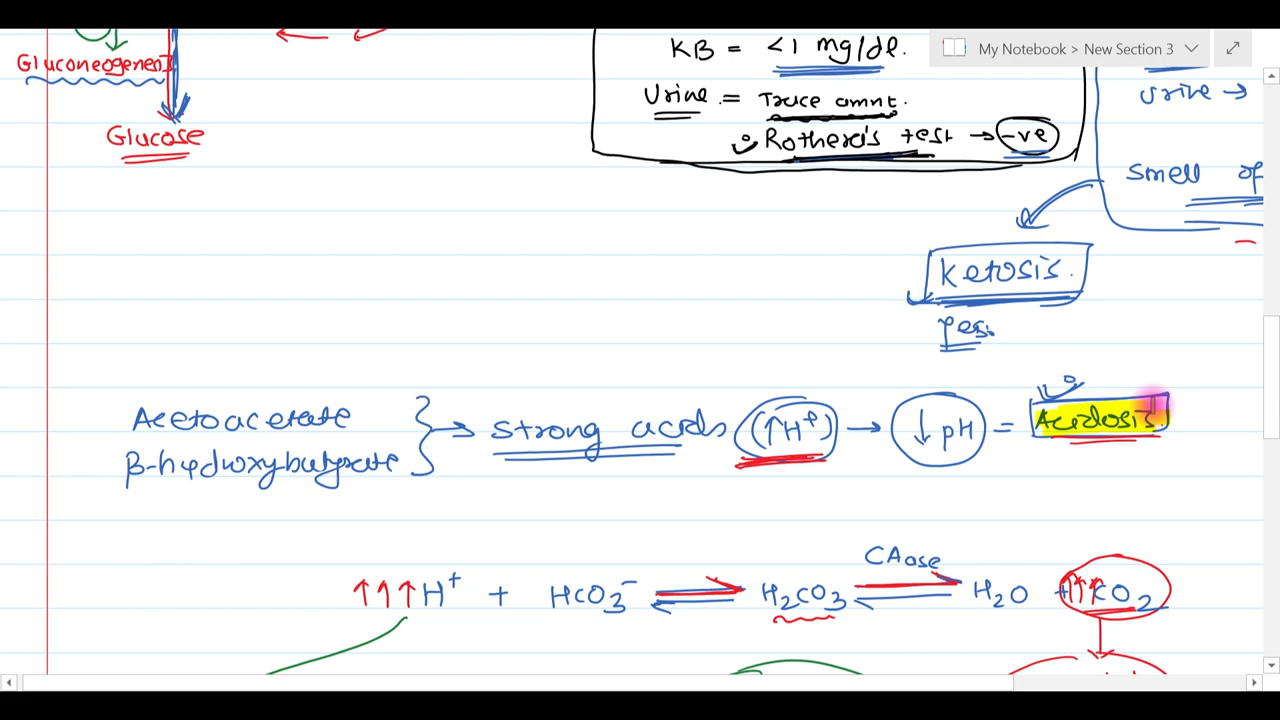 My Notebook > New Section 3
Gluconeogenesis
Glucose
KB = <1 mg/dl.
Urine = Trace amnt.
Rothera's test → -ve
Urine →
Smell of
Ketosis.
Yes.
Acetoacetate
β-hydroxybutyrate
→ strong acids (↑H⁺) → ↓ pH = Acidosis
CAase
↑↑↑H⁺ + HCO₃⁻ ⇌ H₂CO₃ ⇌ H₂O + ↑↑CO₂